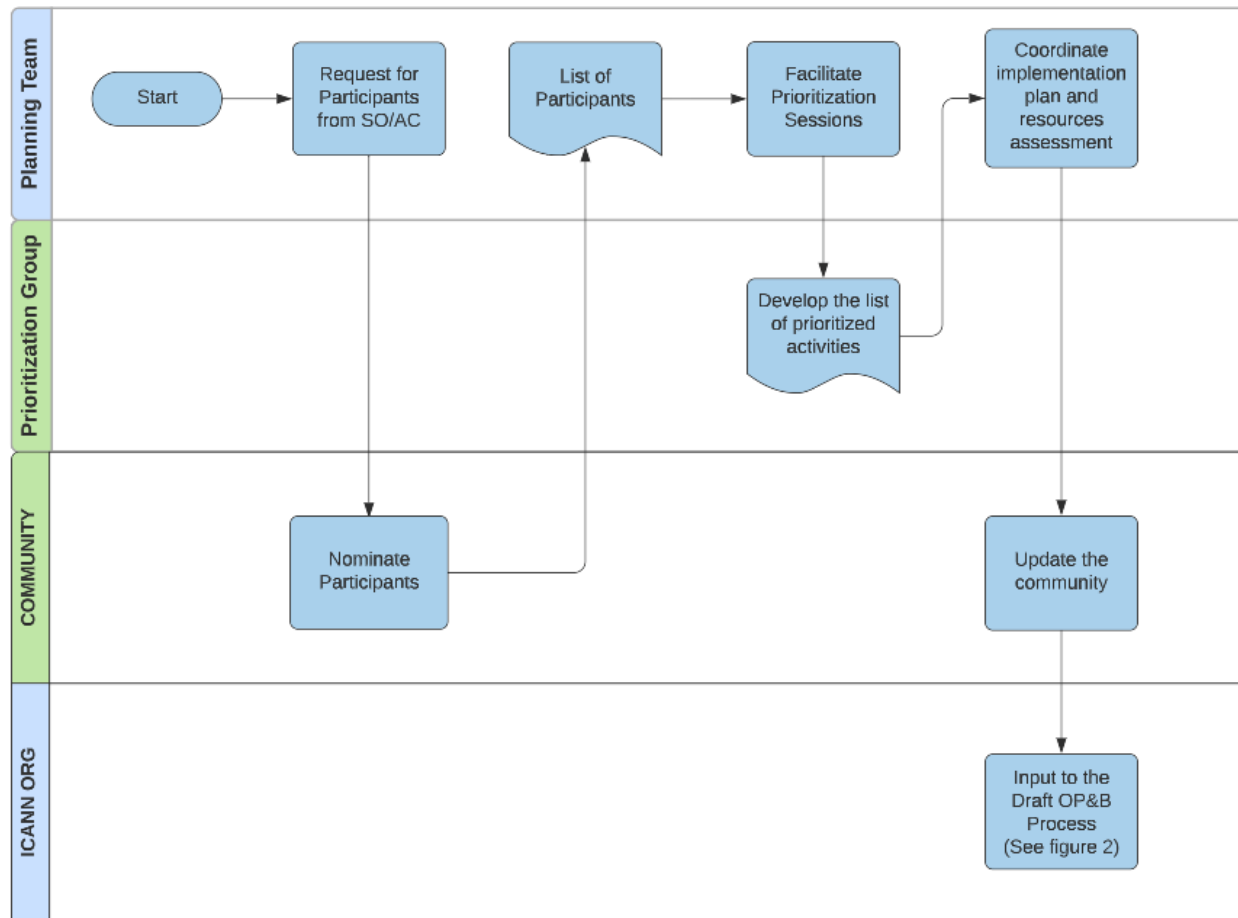 Planning Team
Start
Request for
Participants
from SO/AC
List of
Participants
Facilitate
Prioritization
Sessions
Coordinate
implementation
plan and
resources
assessment
Prioritization Group
Develop the list
of prioritized
activities
COMMUNITY
Nominate
Participants
Update the
community
ICANN ORG
Input to the
Draft OP&B
Process
(See figure 2)